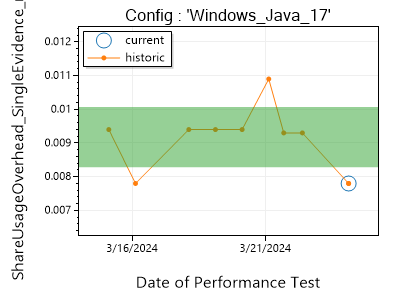 Config : 'Windows_Java_17'
current
historic
0.012
0.011
0.01
0.009
0.008
0.007
3/16/2024
3/21/2024
Date of Performance Test
ShareUsageOverhead_SingleEvidence_